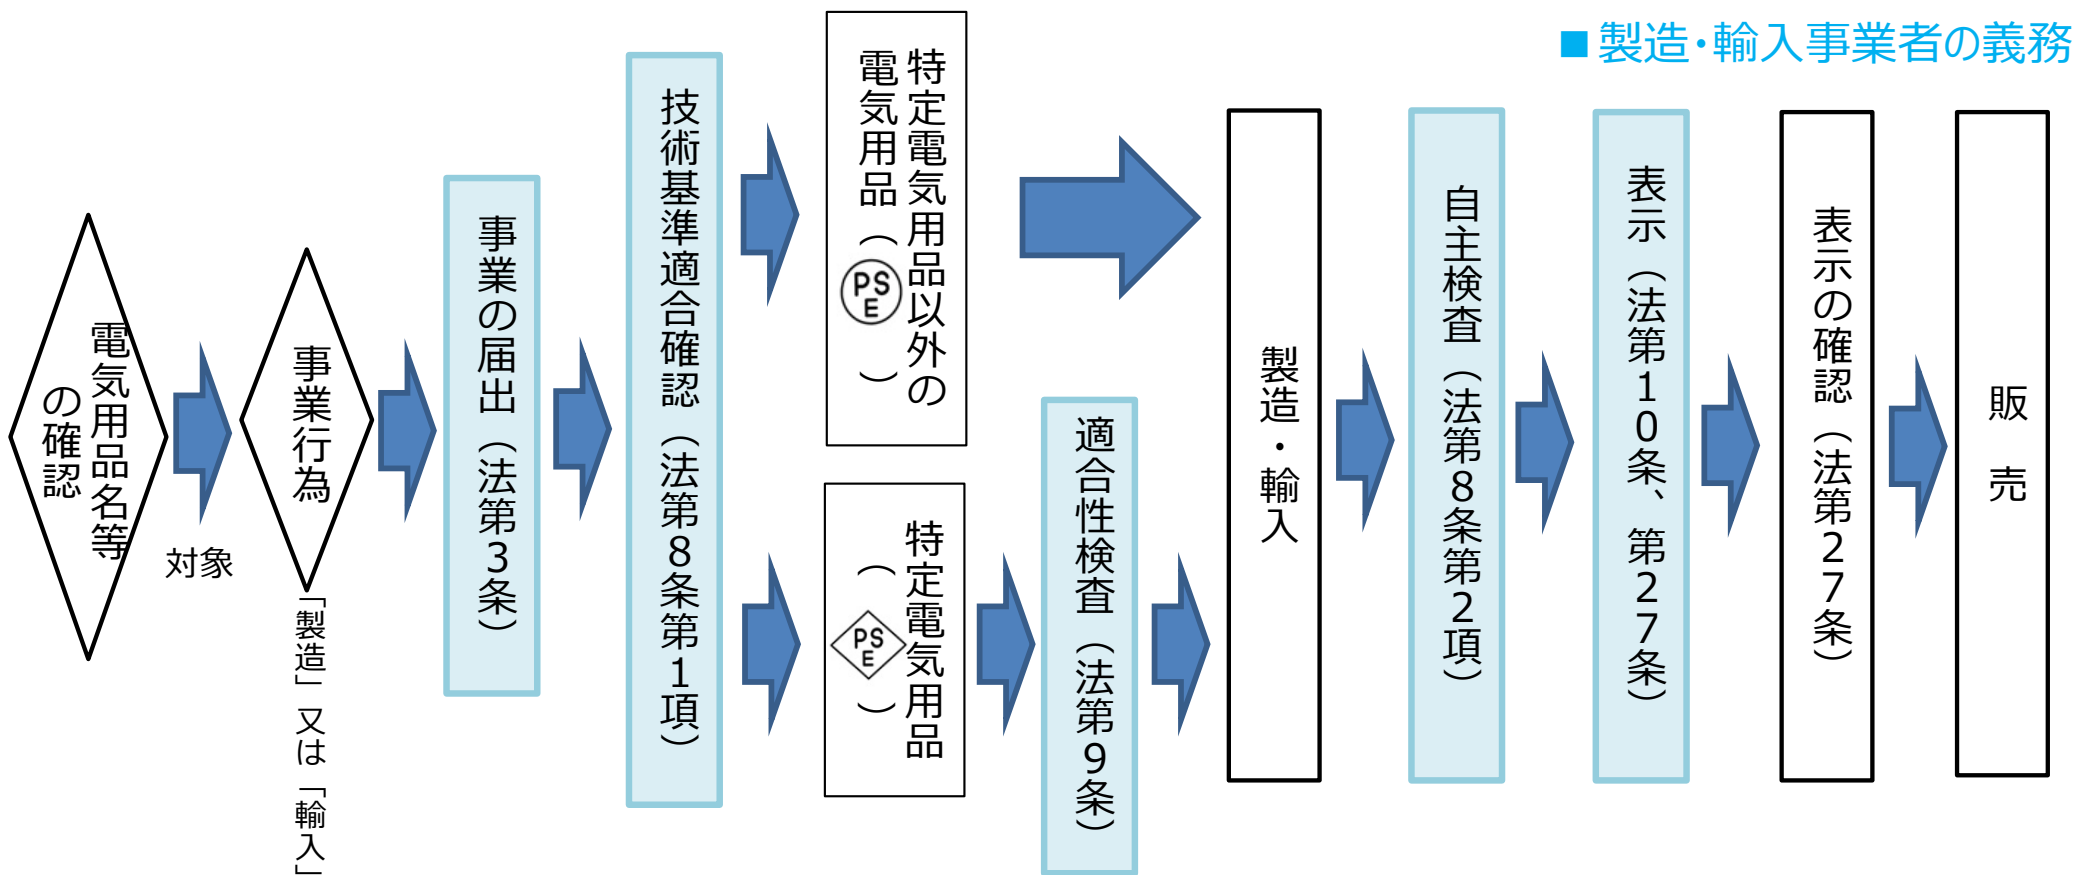 ■製造・輸入事業者の義務
電気用品名等
の確認
対象
事業行為
「製造」又は「輸入」
事業の届出（法第3条）
技術基準適合確認（法第8条第1項）
特定電気用品以外の
電気用品（PSE）
特定電気用品
（PSE）
適合性検査（法第9条）
製造・輸入
自主検査（法第8条第2項）
表示（法第10条、第27条）
表示の確認（法第27条）
販 売